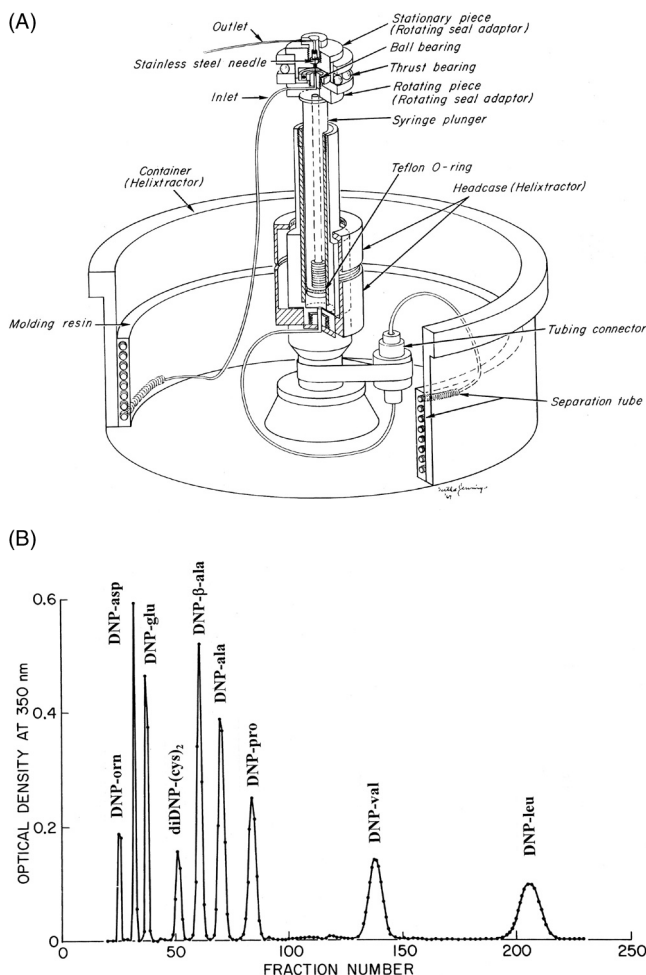 (A)
Outlet
Stainless steel needle
Inlet
Container
(Helixtractor)
Molding resin
Stationary piece
(Rotating seal adaptor)
Ball bearing
Thrust bearing
Rotating piece
(Rotating seal adaptor)
Syringe plunger
Teflon O-ring
Headcase (Helixtractor)
Tubing connector
Separation tube
(B)
OPTICAL DENSITY AT 350 nm
0.6
0.4
0.2
0
DNP-orn
DNP-asp
DNP-glu
diDNP-(cys)₂
DNP-β-ala
DNP-ala
DNP-pro
DNP-val
DNP-leu
0
50
100
150
200
250
FRACTION NUMBER